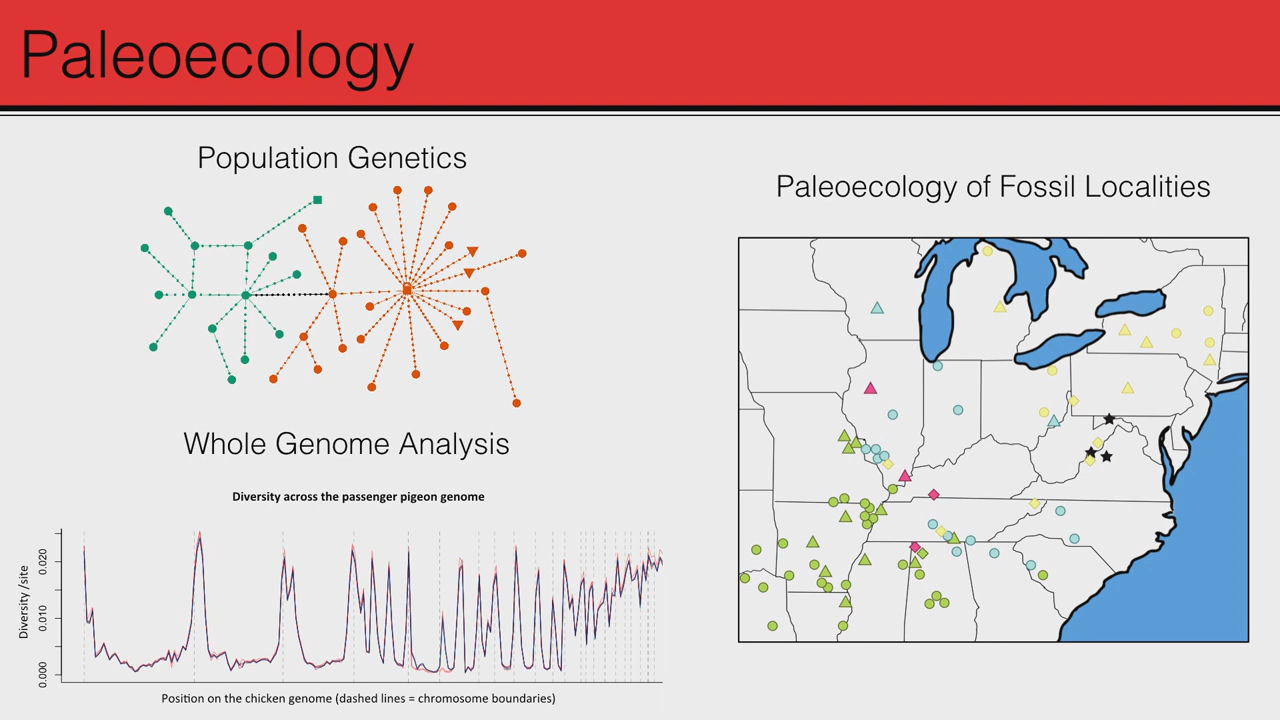 Paleoecology
Population Genetics
Paleoecology of Fossil Localities
Whole Genome Analysis
Diversity across the passenger pigeon genome
Diversity /site
0.020
0.010
0.000
Position on the chicken genome (dashed lines = chromosome boundaries)